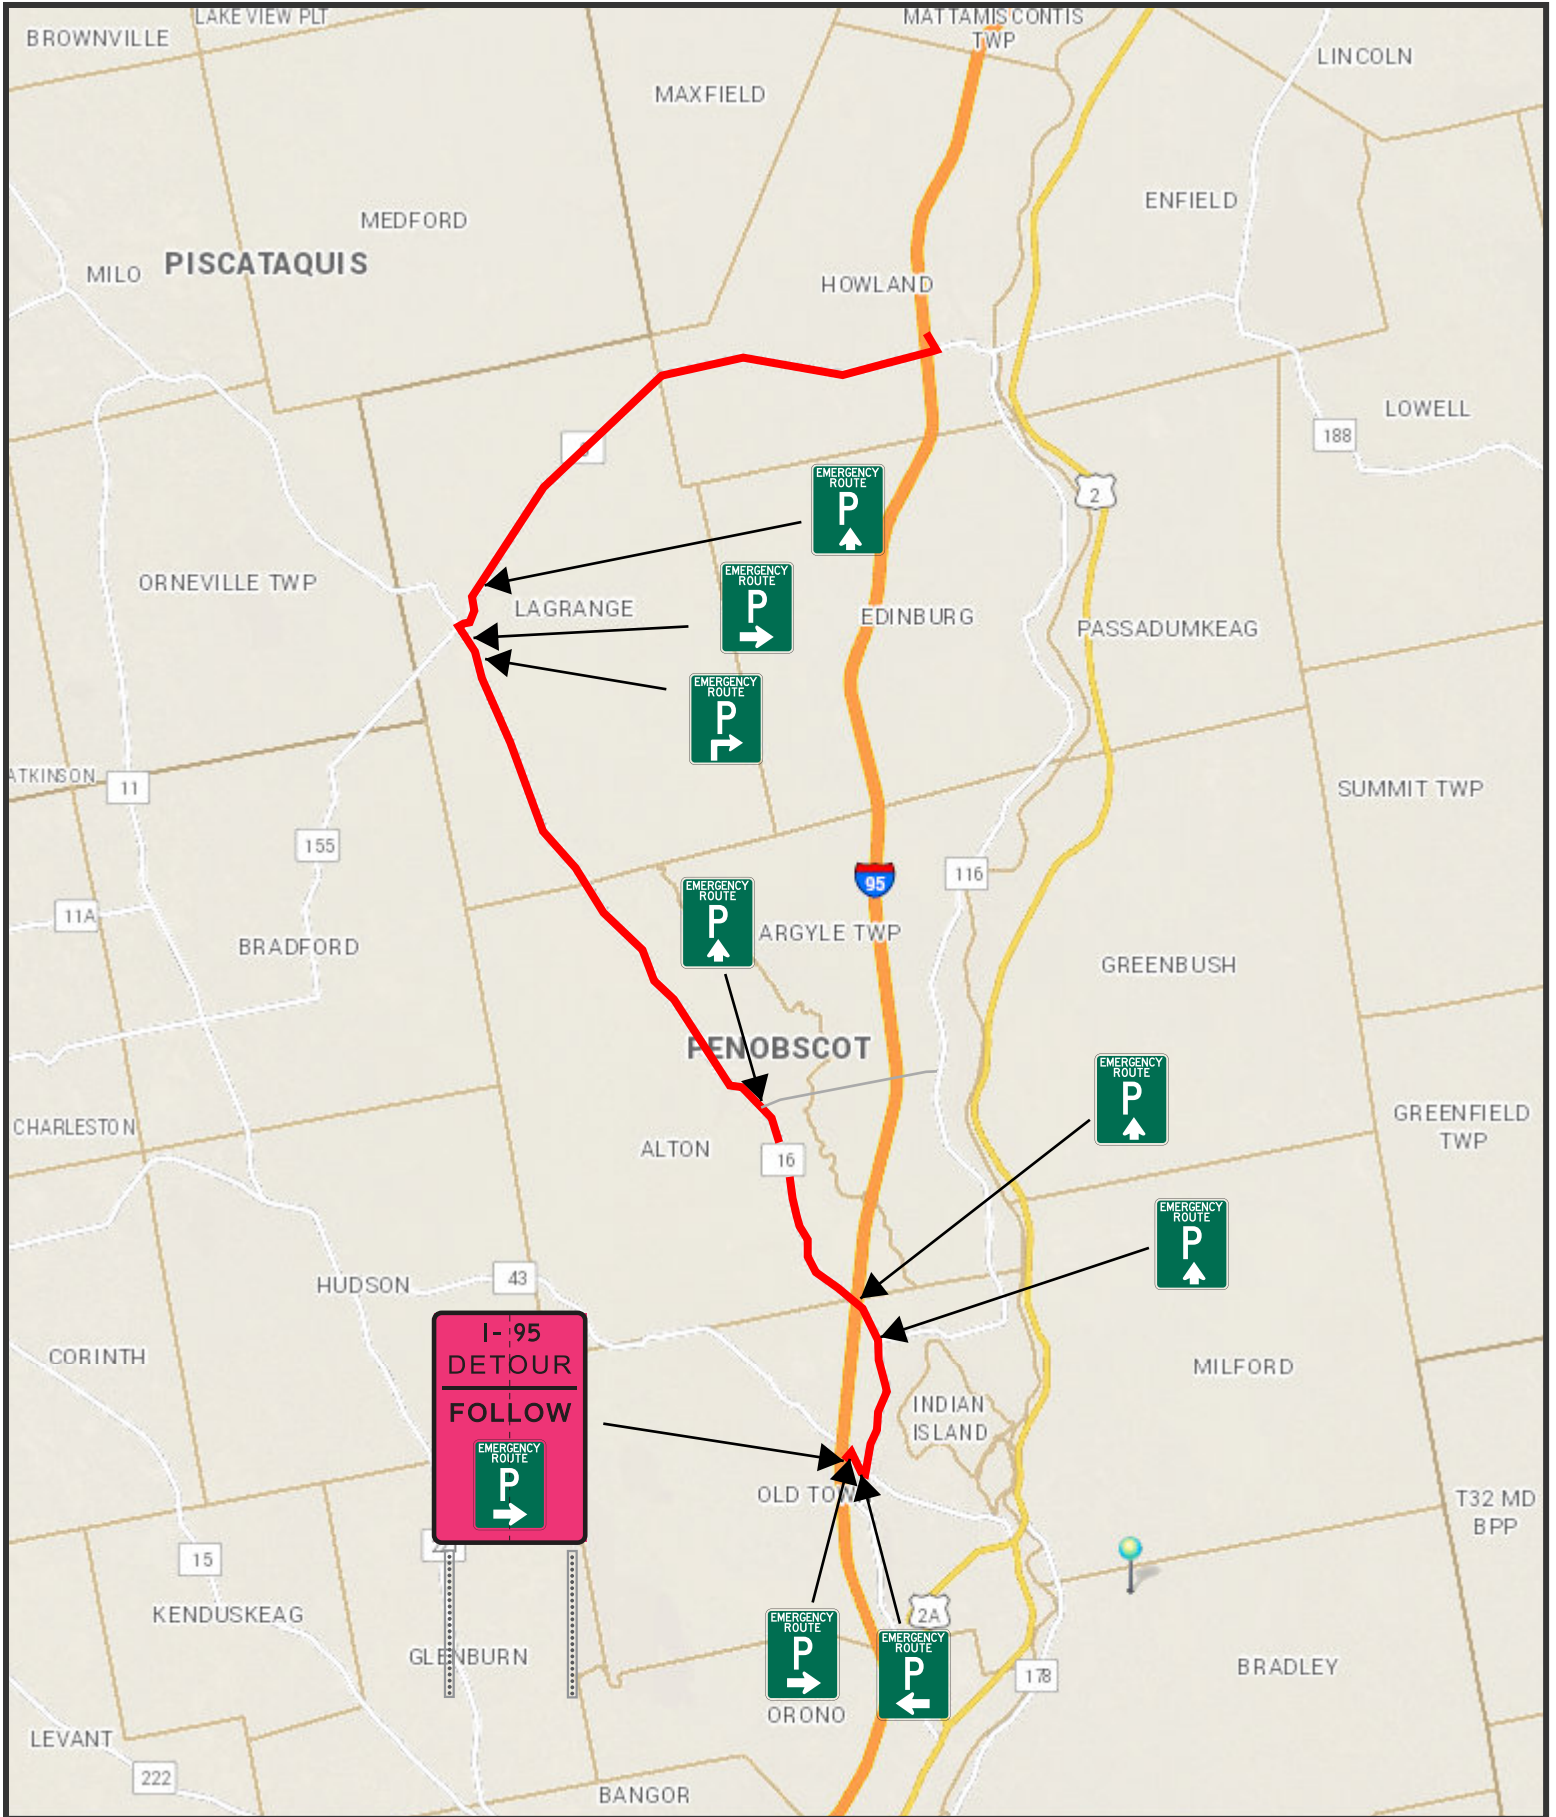 LAKE VIEW PLT
MATTAMISCONTIS
TWP
BROWNVILLE
LINCOLN
MAXFIELD
ENFIELD
MEDFORD
PISCATAQUIS
MILO
HOWLAND
LOWELL
188
EMERGENCY
ROUTE
P
2
EMERGENCY
ROUTE
P
ORNEVILLE TWP
LAGRANGE
EDINBURG
PASSADUMKEAG
EMERGENCY
ROUTE
P
ATKINSON
11
SUMMIT TWP
155
116
95
EMERGENCY
ROUTE
P
11A
ARGYLE TWP
BRADFORD
GREENBUSH
PENOBSCOT
EMERGENCY
ROUTE
P
CHARLESTON
GREENFIELD
TWP
ALTON
16
EMERGENCY
ROUTE
P
HUDSON
43
I- 95
DETOUR
FOLLOW
EMERGENCY
ROUTE
P
CORINTH
MILFORD
INDIAN
ISLAND
OLD TOW
T32 MD
BPP
15
KENDUSKEAG
2A
EMERGENCY
ROUTE
P
EMERGENCY
ROUTE
P
GLENBURN
178
BRADLEY
ORONO
LEVANT
222
BANGOR